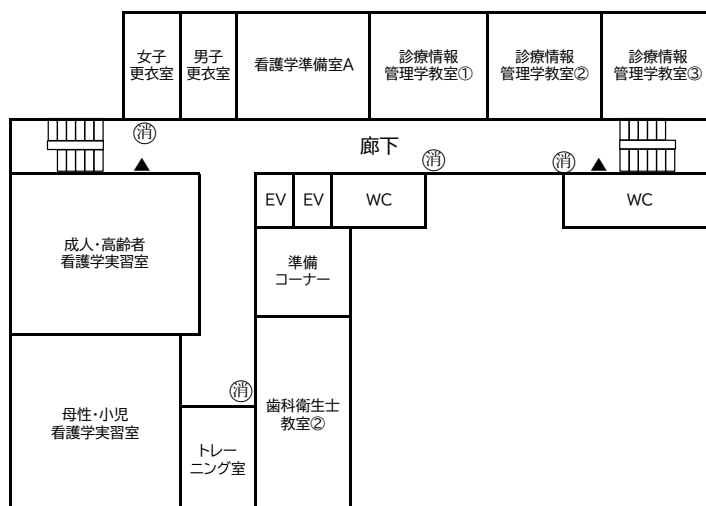 女子
更衣室
男子
更衣室
看護学準備室A
診療情報
管理学教室①
診療情報
管理学教室②
診療情報
管理学教室③
消
廊下
消
消
EV
EV
WC
WC
成人・高齢者
看護学実習室
準備
コーナー
消
母性・小児
看護学実習室
歯科衛生士
教室②
トレー
ニング室